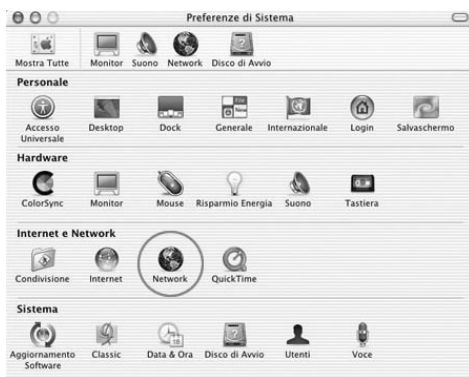 Preferenze di Sistema
Mostra Tutte Monitor Suono Network Disco di Avvio
Personale
Accesso Universale Desktop Dock Generale Internazionale Login Salvaschermo
Hardware
ColorSync Monitor Mouse Risparmio Energia Suono Tastiera
Internet e Network
Condivisione Internet Network QuickTime
Sistema
Aggiornamento Software Classic Data & Ora Disco di Avvio Utenti Voce